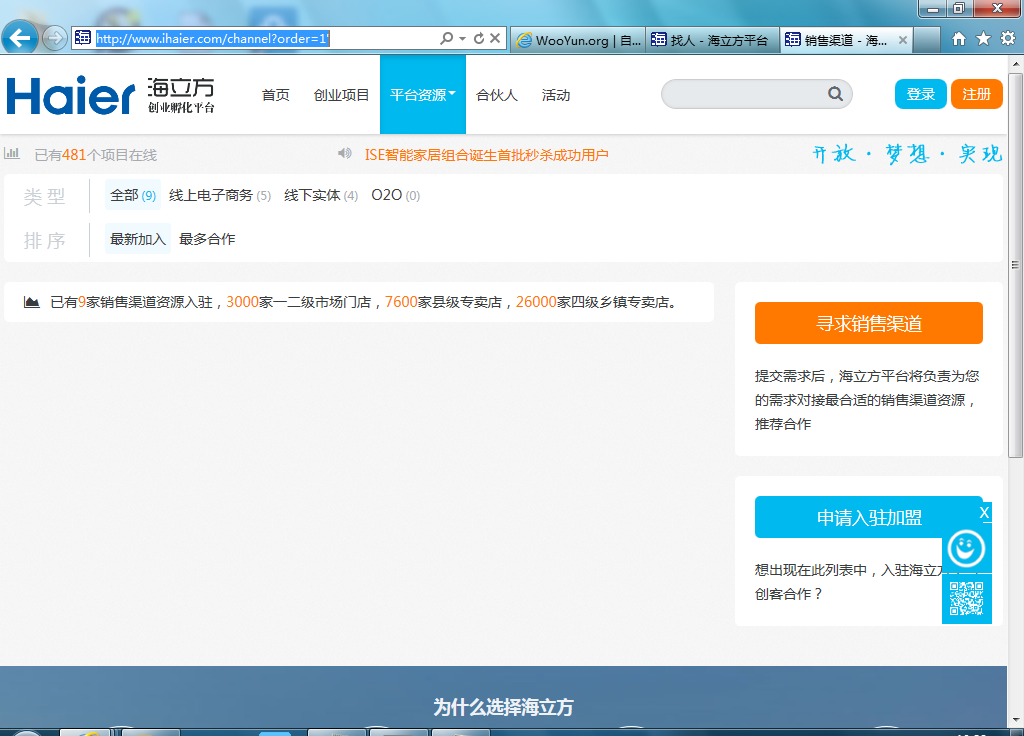 http://www.ihaier.com/channel?order=1'
WooYun.org | 自...
找人 - 海立方平台
销售渠道 - 海...
Haier 海立方
创业孵化平台
首页 创业项目 平台资源 合伙人 活动
登录 注册
已有481个项目在线
ISE智能家居组合诞生首批秒杀成功用户
开放 · 梦想 · 实现
类型 全部 (9) 线上电子商务 (5) 线下实体 (4) O2O (0)
排序 最新加入 最多合作
已有9家销售渠道资源入驻，3000家一二级市场门店，7600家县级专卖店，26000家四级乡镇专卖店。
寻求销售渠道
提交需求后，海立方平台将负责为您
的需求对接最合适的销售渠道资源，
推荐合作
申请入驻加盟
X
想出现在此列表中，入驻海立
创客合作？
为什么选择海立方